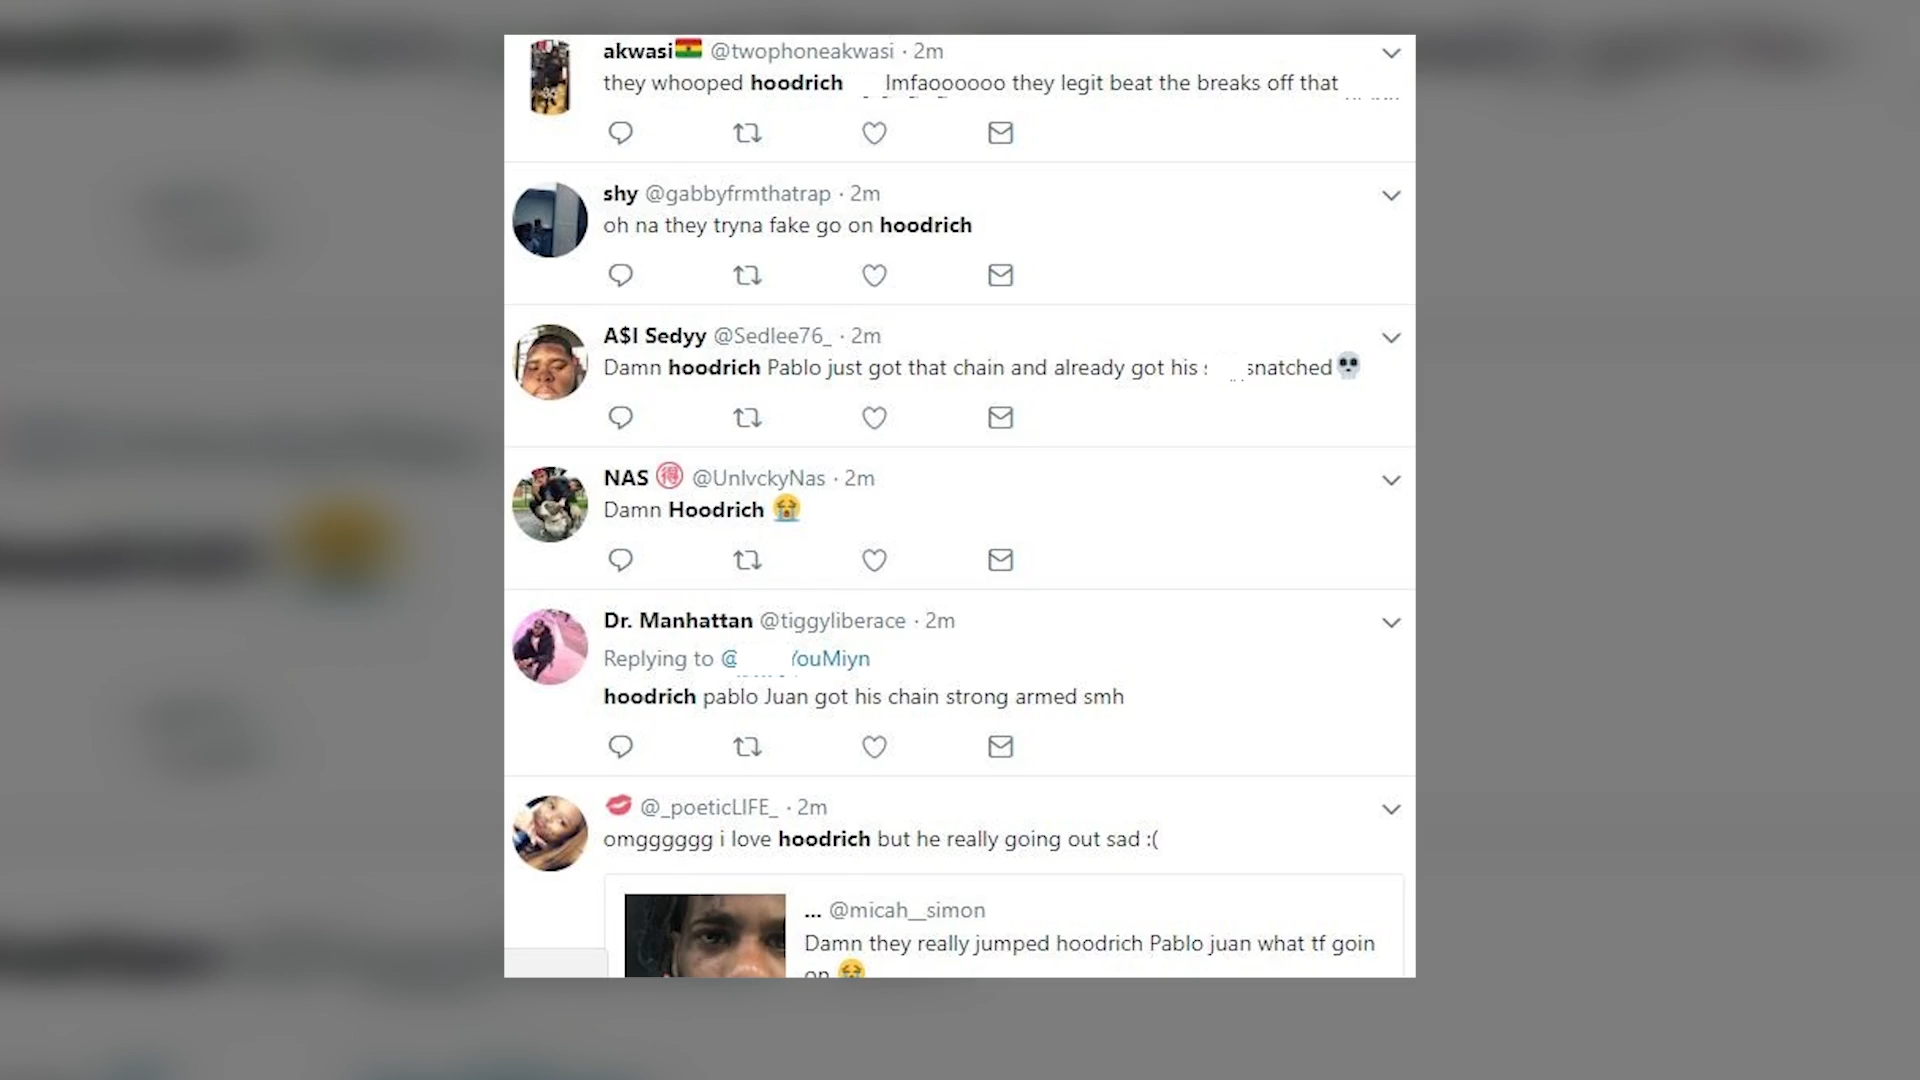 akwasi @twophoneakwasi · 2m
they whooped hoodrich lmfaoooooo they legit beat the breaks off that
shy @gabbyfrmthatrap · 2m
oh na they tryna fake go on hoodrich
A$I Sedyy @Sedlee76_ · 2m
Damn hoodrich Pablo just got that chain and already got his snatched💀
NAS 🉐 @UnlvckyNas · 2m
Damn Hoodrich 😭
Dr. Manhattan @tiggyliberace · 2m
Replying to @ YouMiyn
hoodrich pablo Juan got his chain strong armed smh
💋 @_poeticLIFE_ · 2m
omgggggg i love hoodrich but he really going out sad :(
... @micah__simon
Damn they really jumped hoodrich Pablo juan what tf goin
on 😭